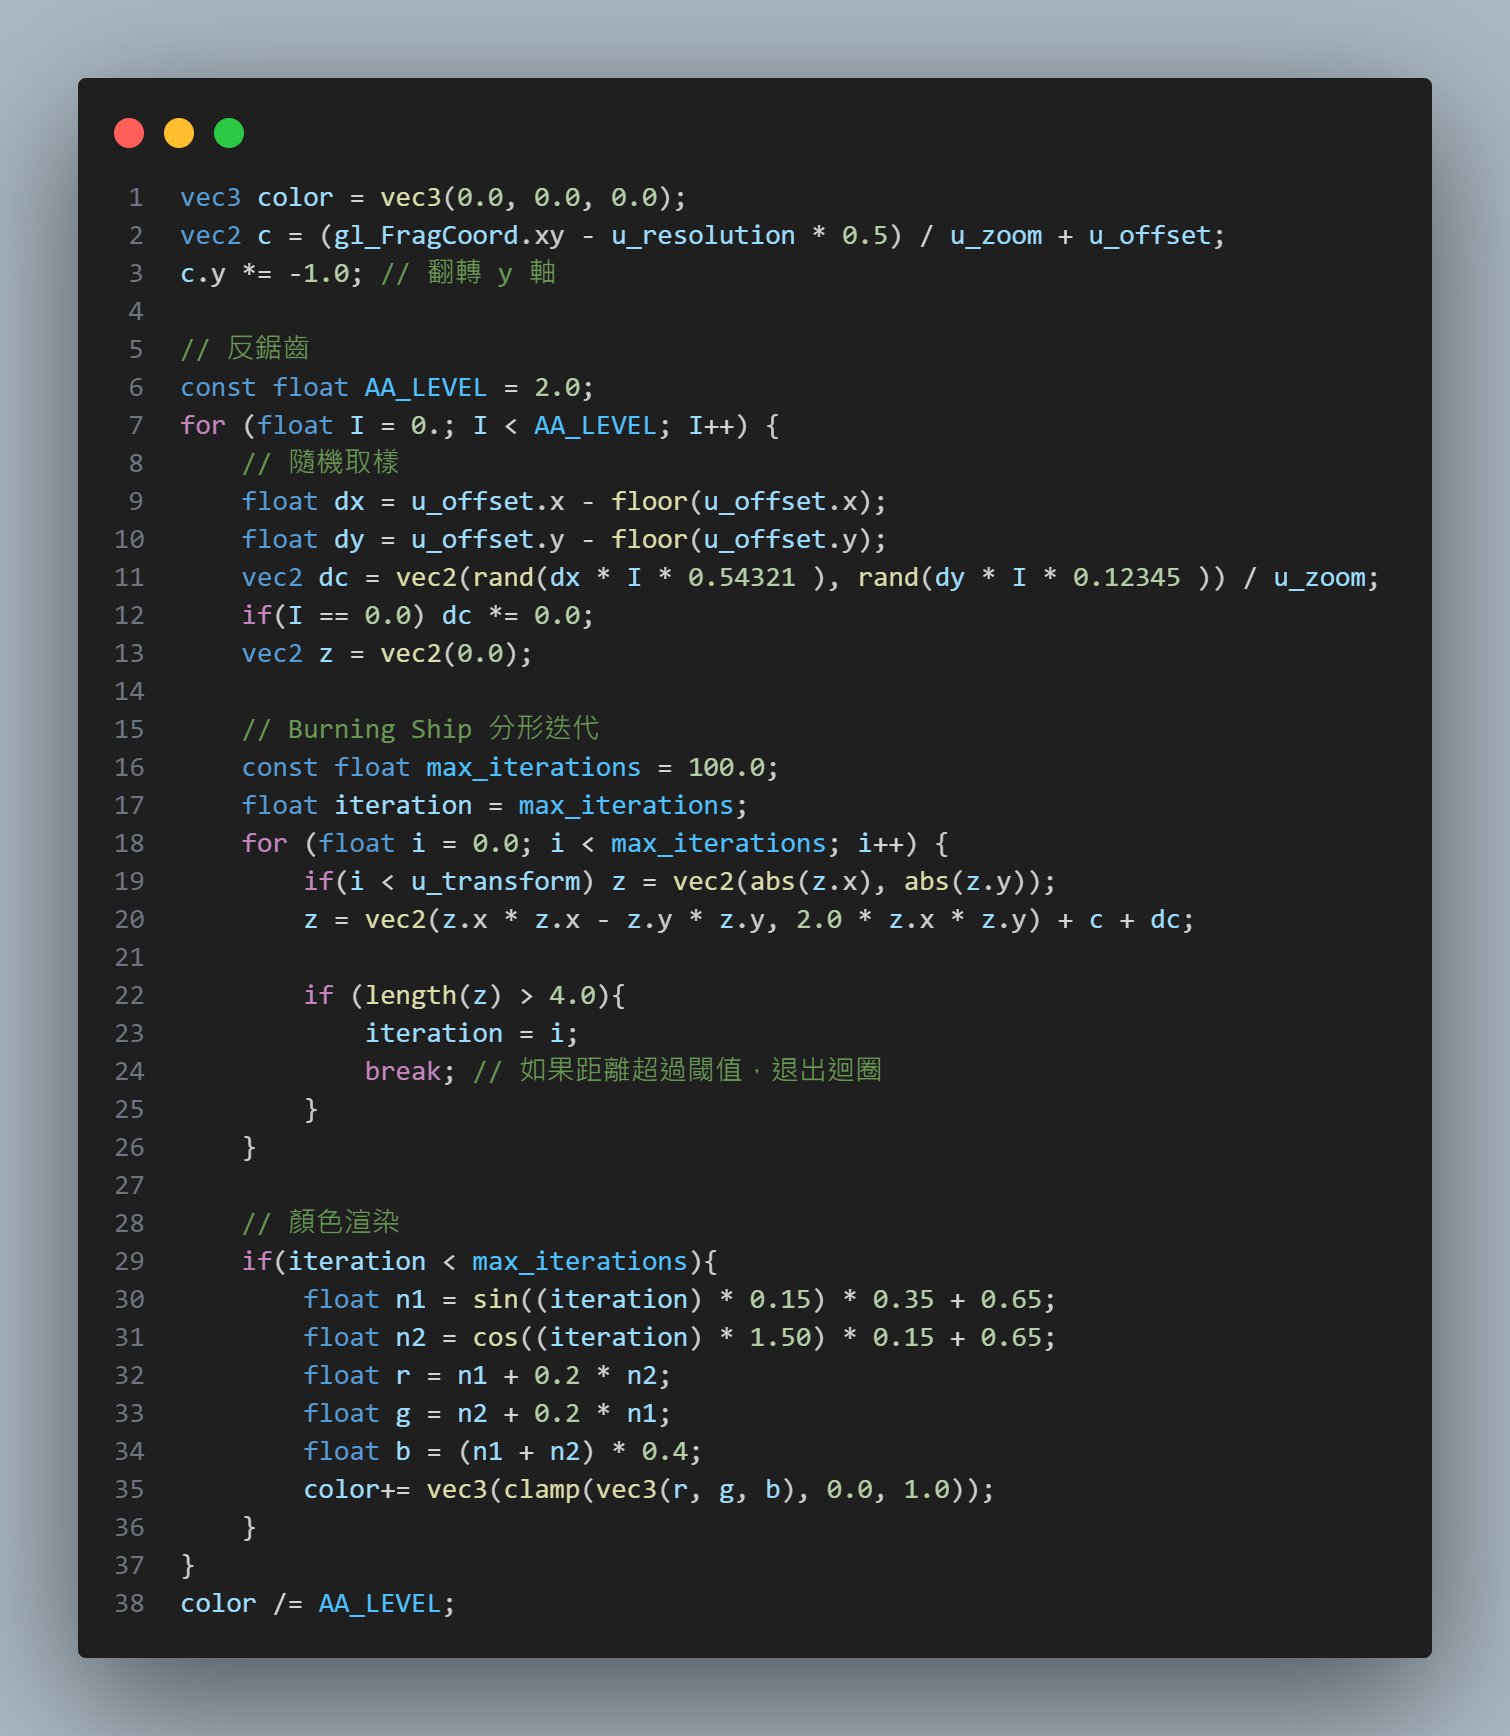 1 vec3 color = vec3(0.0, 0.0, 0.0);
2 vec2 c = (gl_FragCoord.xy - u_resolution * 0.5) / u_zoom + u_offset;
3 c.y *= -1.0; // 翻轉 y 軸
4
5 // 反鋸齒
6 const float AA_LEVEL = 2.0;
7 for (float I = 0.; I < AA_LEVEL; I++) {
8     // 隨機取樣
9     float dx = u_offset.x - floor(u_offset.x);
10     float dy = u_offset.y - floor(u_offset.y);
11     vec2 dc = vec2(rand(dx * I * 0.54321 ), rand(dy * I * 0.12345 )) / u_zoom;
12     if(I == 0.0) dc *= 0.0;
13     vec2 z = vec2(0.0);
14
15     // Burning Ship 分形迭代
16     const float max_iterations = 100.0;
17     float iteration = max_iterations;
18     for (float i = 0.0; i < max_iterations; i++) {
19         if(i < u_transform) z = vec2(abs(z.x), abs(z.y));
20         z = vec2(z.x * z.x - z.y * z.y, 2.0 * z.x * z.y) + c + dc;
21
22         if (length(z) > 4.0){
23             iteration = i;
24             break; // 如果距離超過閾值，退出迴圈
25         }
26     }
27
28     // 顏色渲染
29     if(iteration < max_iterations){
30         float n1 = sin((iteration) * 0.15) * 0.35 + 0.65;
31         float n2 = cos((iteration) * 1.50) * 0.15 + 0.65;
32         float r = n1 + 0.2 * n2;
33         float g = n2 + 0.2 * n1;
34         float b = (n1 + n2) * 0.4;
35         color+= vec3(clamp(vec3(r, g, b), 0.0, 1.0));
36     }
37 }
38 color /= AA_LEVEL;